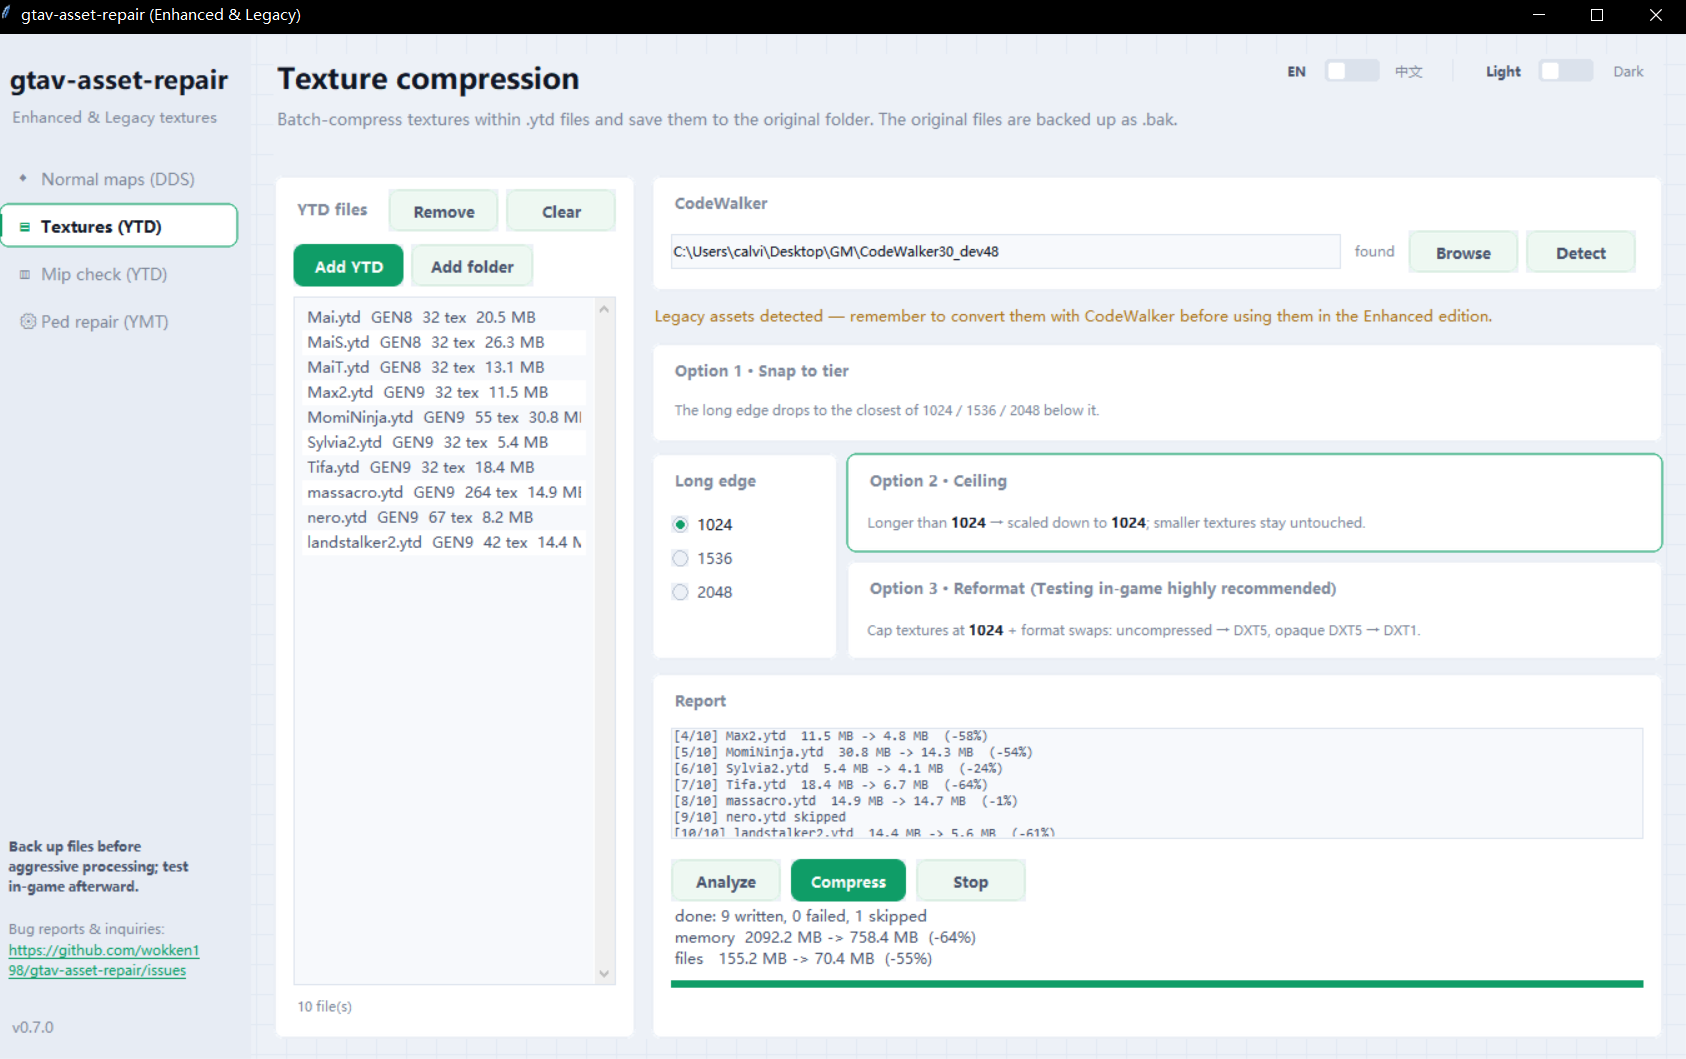 gtav-asset-repair (Enhanced & Legacy)
gtav-asset-repair
Enhanced & Legacy textures
Normal maps (DDS)
Textures (YTD)
Mip check (YTD)
Ped repair (YMT)
Back up files before
aggressive processing; test
in-game afterward.
Bug reports & inquiries:
https://github.com/wokken1
98/gtav-asset-repair/issues
v0.7.0
Texture compression
EN 中文 Light Dark
Batch-compress textures within .ytd files and save them to the original folder. The original files are backed up as .bak.
YTD files Remove Clear
Add YTD Add folder
Mai.ytd GEN8 32 tex 20.5 MB
MaiS.ytd GEN8 32 tex 26.3 MB
MaiT.ytd GEN8 32 tex 13.1 MB
Max2.ytd GEN9 32 tex 11.5 MB
MomiNinja.ytd GEN9 55 tex 30.8 MI
Sylvia2.ytd GEN9 32 tex 5.4 MB
Tifa.ytd GEN9 32 tex 18.4 MB
massacro.ytd GEN9 264 tex 14.9 ME
nero.ytd GEN9 67 tex 8.2 MB
landstalker2.ytd GEN9 42 tex 14.4 M
10 file(s)
CodeWalker
C:\Users\calvi\Desktop\GM\CodeWalker30_dev48 found Browse Detect
Legacy assets detected — remember to convert them with CodeWalker before using them in the Enhanced edition.
Option 1 • Snap to tier
The long edge drops to the closest of 1024 / 1536 / 2048 below it.
Long edge
1024
1536
2048
Option 2 • Ceiling
Longer than 1024 → scaled down to 1024; smaller textures stay untouched.
Option 3 • Reformat (Testing in-game highly recommended)
Cap textures at 1024 + format swaps: uncompressed → DXT5, opaque DXT5 → DXT1.
Report
[4/10] Max2.ytd 11.5 MB -> 4.8 MB (-58%)
[5/10] MomiNinja.ytd 30.8 MB -> 14.3 MB (-54%)
[6/10] Sylvia2.ytd 5.4 MB -> 4.1 MB (-24%)
[7/10] Tifa.ytd 18.4 MB -> 6.7 MB (-64%)
[8/10] massacro.ytd 14.9 MB -> 14.7 MB (-1%)
[9/10] nero.ytd skipped
[10/10] landstalker2.ytd 14.4 MB -> 5.6 MB (-61%)
Analyze Compress Stop
done: 9 written, 0 failed, 1 skipped
memory 2092.2 MB -> 758.4 MB (-64%)
files 155.2 MB -> 70.4 MB (-55%)